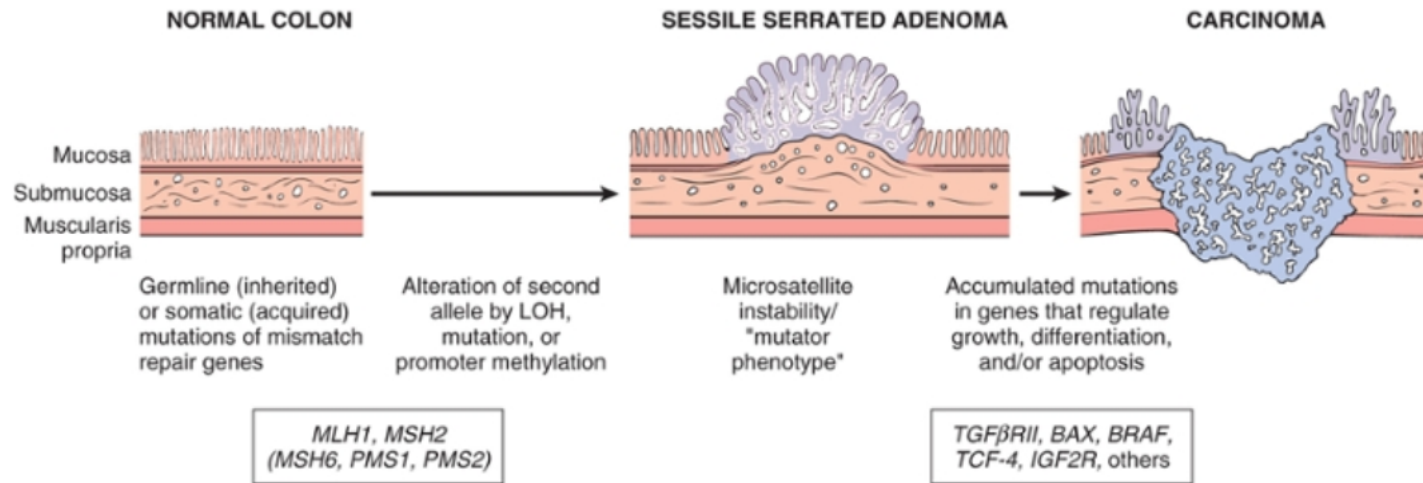 NORMAL COLON
SESSILE SERRATED ADENOMA
CARCINOMA
Mucosa
Submucosa
Muscularis
propria
Germline (inherited)
or somatic (acquired)
mutations of mismatch
repair genes
Alteration of second
allele by LOH,
mutation, or
promoter methylation
Microsatellite
instability/
"mutator
phenotype"
Accumulated mutations
in genes that regulate
growth, differentiation,
and/or apoptosis
MLH1, MSH2
(MSH6, PMS1, PMS2)
TGFβRII, BAX, BRAF,
TCF-4, IGF2R, others